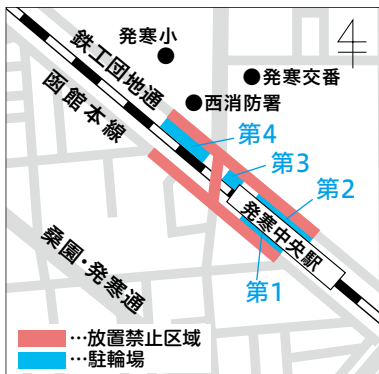 発寒小
鉄工団地通
発寒交番
西消防署
函館本線
第4
第3
第2
発寒中央駅
第1
桑園・発寒通
…放置禁止区域
…駐輪場